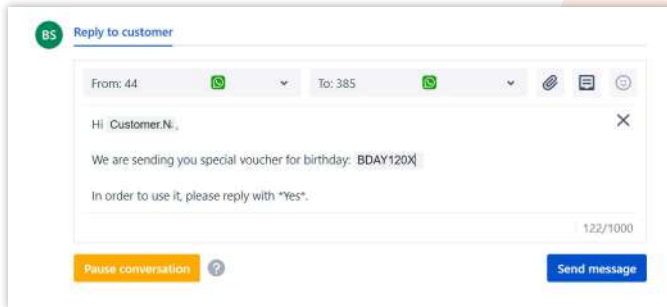 BS
Reply to customer
From: 44
To: 385
Hi Customer.N.,
We are sending you special voucher for birthday: BDAY120X
In order to use it, please reply with *Yes*.
122/1000
Pause conversation ?
Send message